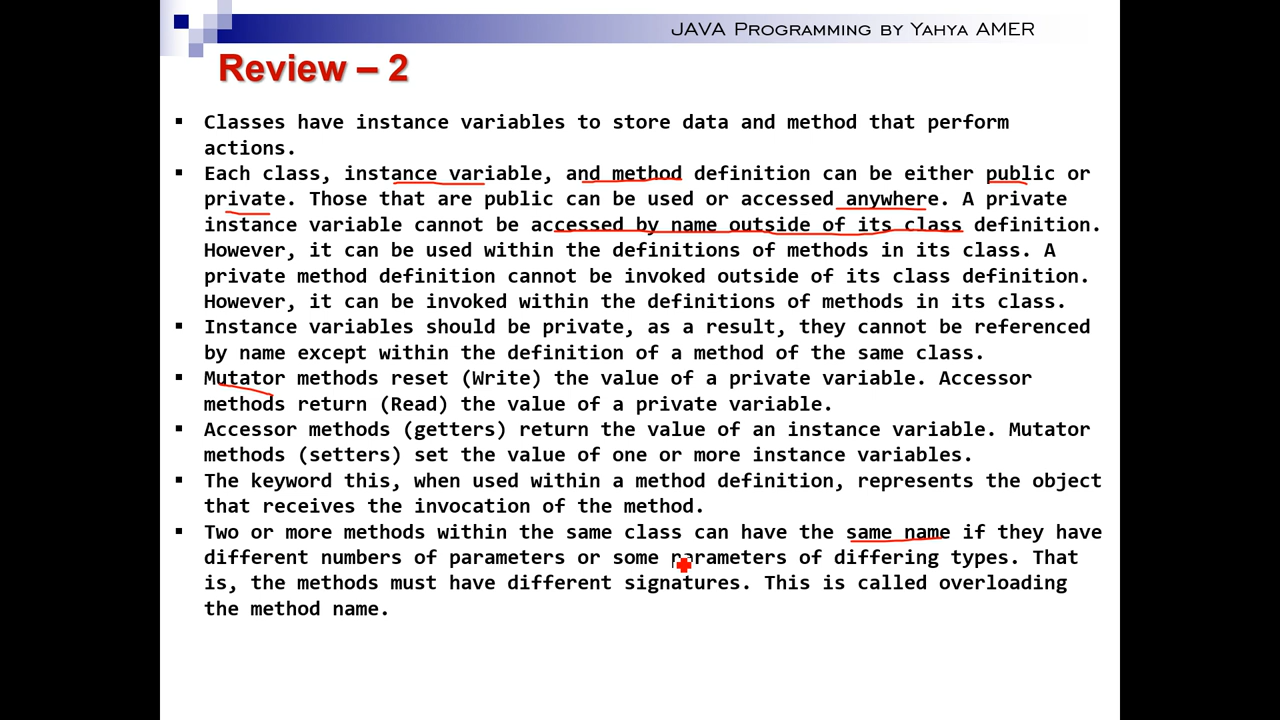 JAVA Programming by Yahya AMER
Review – 2
▪ Classes have instance variables to store data and method that perform
actions.
▪ Each class, instance variable, and method definition can be either public or
private. Those that are public can be used or accessed anywhere. A private
instance variable cannot be accessed by name outside of its class definition.
However, it can be used within the definitions of methods in its class. A
private method definition cannot be invoked outside of its class definition.
However, it can be invoked within the definitions of methods in its class.
▪ Instance variables should be private, as a result, they cannot be referenced
by name except within the definition of a method of the same class.
▪ Mutator methods reset (Write) the value of a private variable. Accessor
methods return (Read) the value of a private variable.
▪ Accessor methods (getters) return the value of an instance variable. Mutator
methods (setters) set the value of one or more instance variables.
▪ The keyword this, when used within a method definition, represents the object
that receives the invocation of the method.
▪ Two or more methods within the same class can have the same name if they have
different numbers of parameters or some parameters of differing types. That
is, the methods must have different signatures. This is called overloading
the method name.